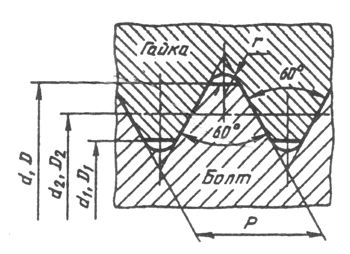 Гайка
r
60°
60°
Болт
d, D
d₂, D₂
d₁, D₁
P